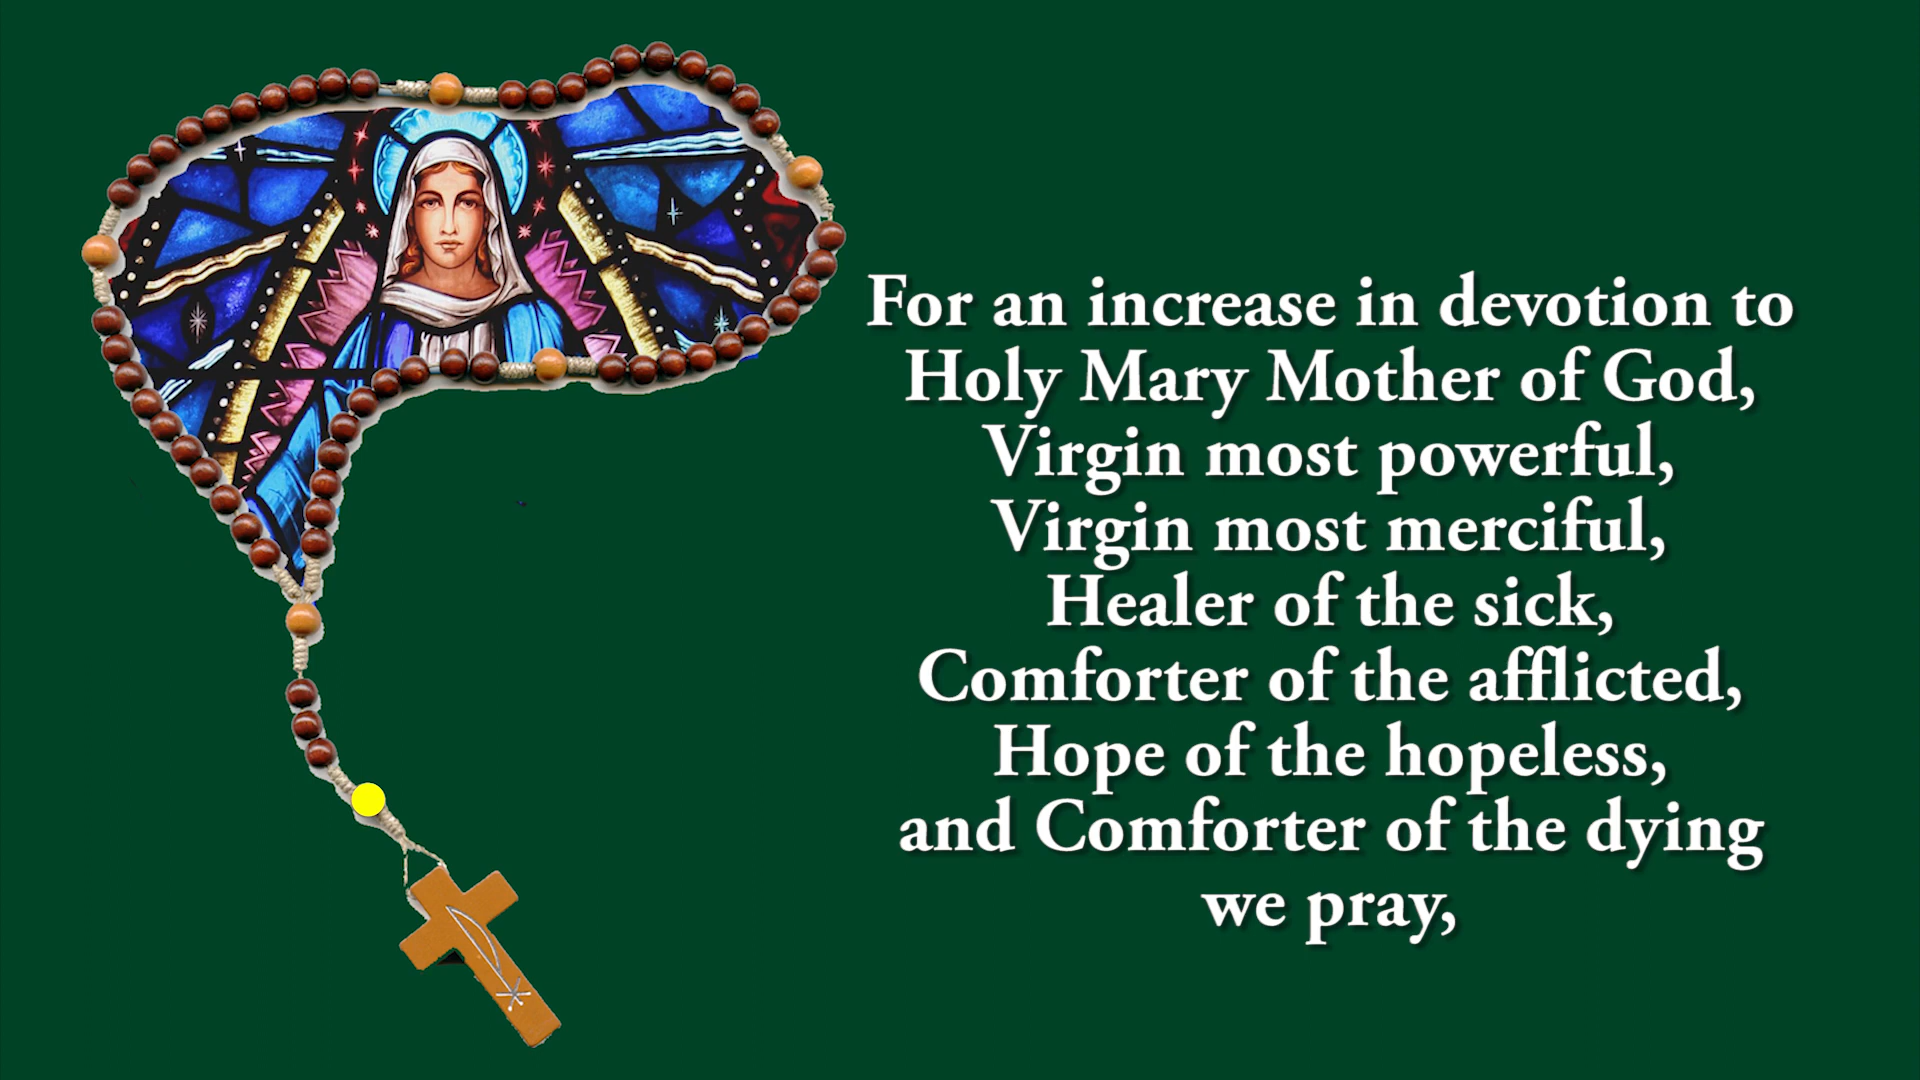 For an increase in devotion to
Holy Mary Mother of God,
Virgin most powerful,
Virgin most merciful,
Healer of the sick,
Comforter of the afflicted,
Hope of the hopeless,
and Comforter of the dying
we pray,